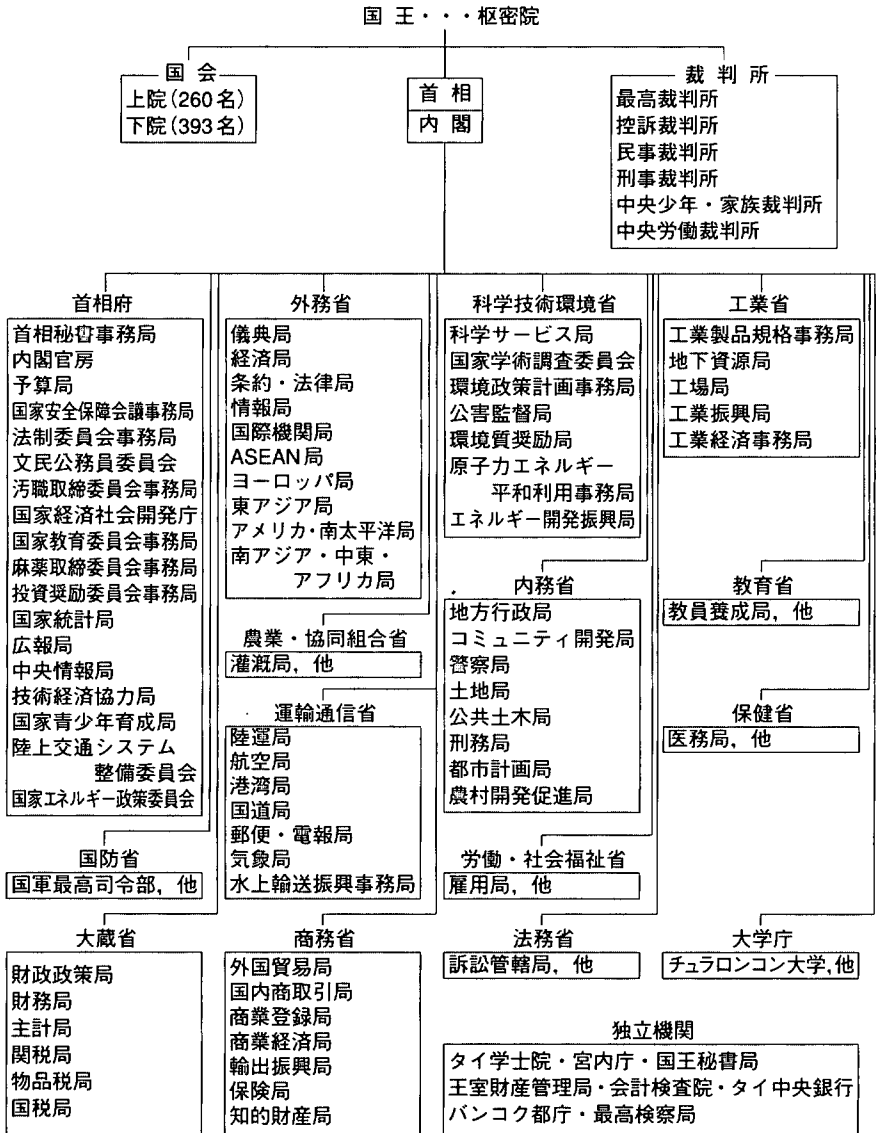 国王・・・枢密院
国会
上院(260名)
下院(393名)
首相
内閣
裁判所
最高裁判所
控訴裁判所
民事裁判所
刑事裁判所
中央少年・家族裁判所
中央労働裁判所
首相府
首相秘書事務局
内閣官房
予算局
国家安全保障会議事務局
法制委員会事務局
文民公務員委員会
汚職取締委員会事務局
国家経済社会開発庁
国家教育委員会事務局
麻薬取締委員会事務局
投資奨励委員会事務局
国家統計局
広報局
中央情報局
技術経済協力局
国家青少年育成局
陸上交通システム
整備委員会
国家エネルギー政策委員会
国防省
国軍最高司令部，他
大蔵省
財政政策局
財務局
主計局
関税局
物品税局
国税局
外務省
儀典局
経済局
条約・法律局
情報局
国際機関局
ASEAN局
ヨーロッパ局
東アジア局
アメリカ・南太平洋局
南アジア・中東・
アフリカ局
農業・協同組合省
灌漑局，他
運輸通信省
陸運局
航空局
港湾局
国道局
郵便・電報局
気象局
水上輸送振興事務局
商務省
外国貿易局
国内商取引局
商業登録局
商業経済局
輸出振興局
保険局
知的財産局
科学技術環境省
科学サービス局
国家学術調査委員会
環境政策計画事務局
公害監督局
環境質奨励局
原子力エネルギー
平和利用事務局
エネルギー開発振興局
内務省
地方行政局
コミュニティ開発局
警察局
土地局
公共土木局
刑務局
都市計画局
農村開発促進局
労働・社会福祉省
雇用局，他
法務省
訴訟管轄局，他
工業省
工業製品規格事務局
地下資源局
工場局
工業振興局
工業経済事務局
教育省
教員養成局，他
保健省
医務局，他
大学庁
チュラロンコン大学，他
独立機関
タイ学士院・宮内庁・国王秘書局
王室財産管理局・会計検査院・タイ中央銀行
バンコク都庁・最高検察局